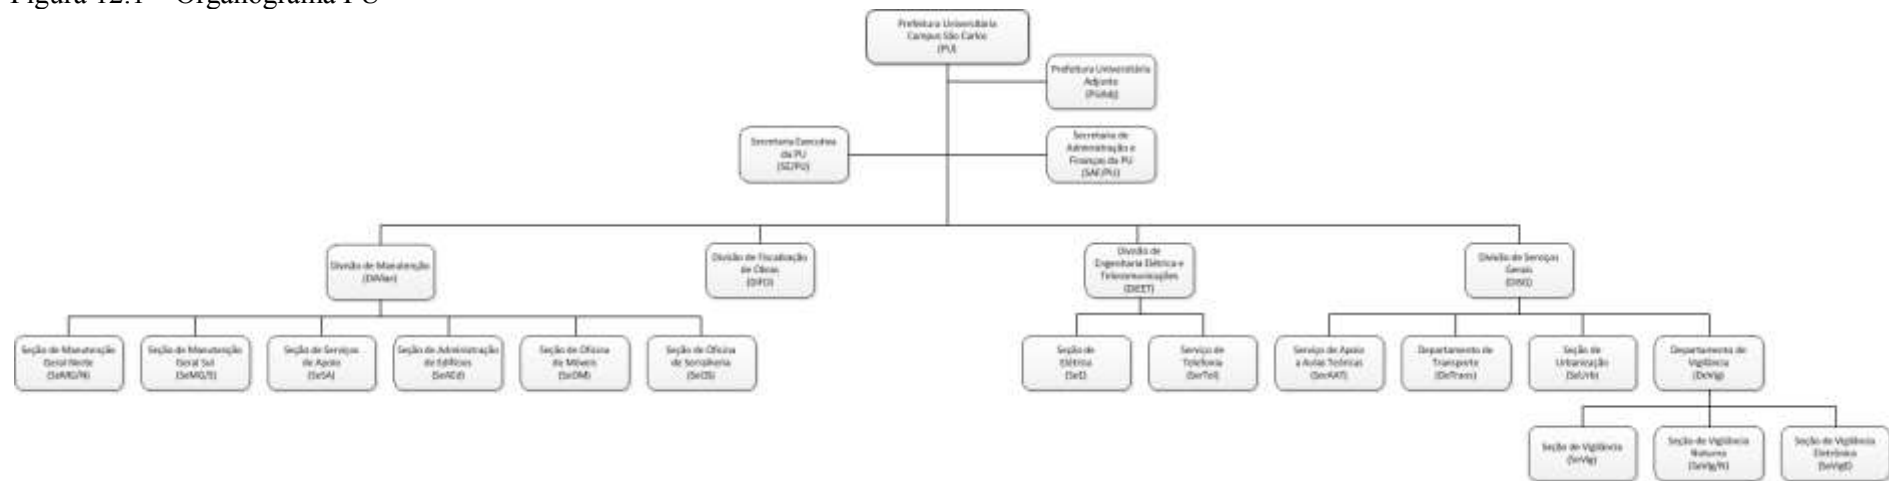 Figura 12.1 – Organograma PU
Prefeitura Universitária
Campus São Carlos
(PU)
Prefeitura Universitária
Adjunta
(PUAdj)
Secretaria Executiva
da PU
(SE/PU)
Secretaria de
Administração e
Finanças da PU
(SAF/PU)
Divisão de Manutenção
(DiMan)
Divisão de Fiscalização
de Obras
(DiFO)
Divisão de
Engenharia Elétrica e
Telecomunicações
(DiEET)
Divisão de Serviços
Gerais
(DiSG)
Seção de Manutenção
Geral Norte
(SeMG/N)
Seção de Manutenção
Geral Sul
(SeMG/S)
Seção de Serviços
de Apoio
(SeSA)
Seção de Administração
de Edifícios
(SeAEd)
Seção de Oficina
de Móveis
(SeOM)
Seção de Oficina
de Serralheria
(SeOS)
Seção de
Elétrica
(SeE)
Serviço de
Telefonia
(SerTel)
Serviço de Apoio
a Aulas Teóricas
(SerAAT)
Departamento de
Transporte
(DeTrans)
Seção de
Urbanização
(SeUrb)
Departamento de
Vigilância
(DeVig)
Seção de Vigilância
(SeVig)
Seção de Vigilância
Noturna
(SeVig/N)
Seção de Vigilância
Eletrônica
(SeVigE)